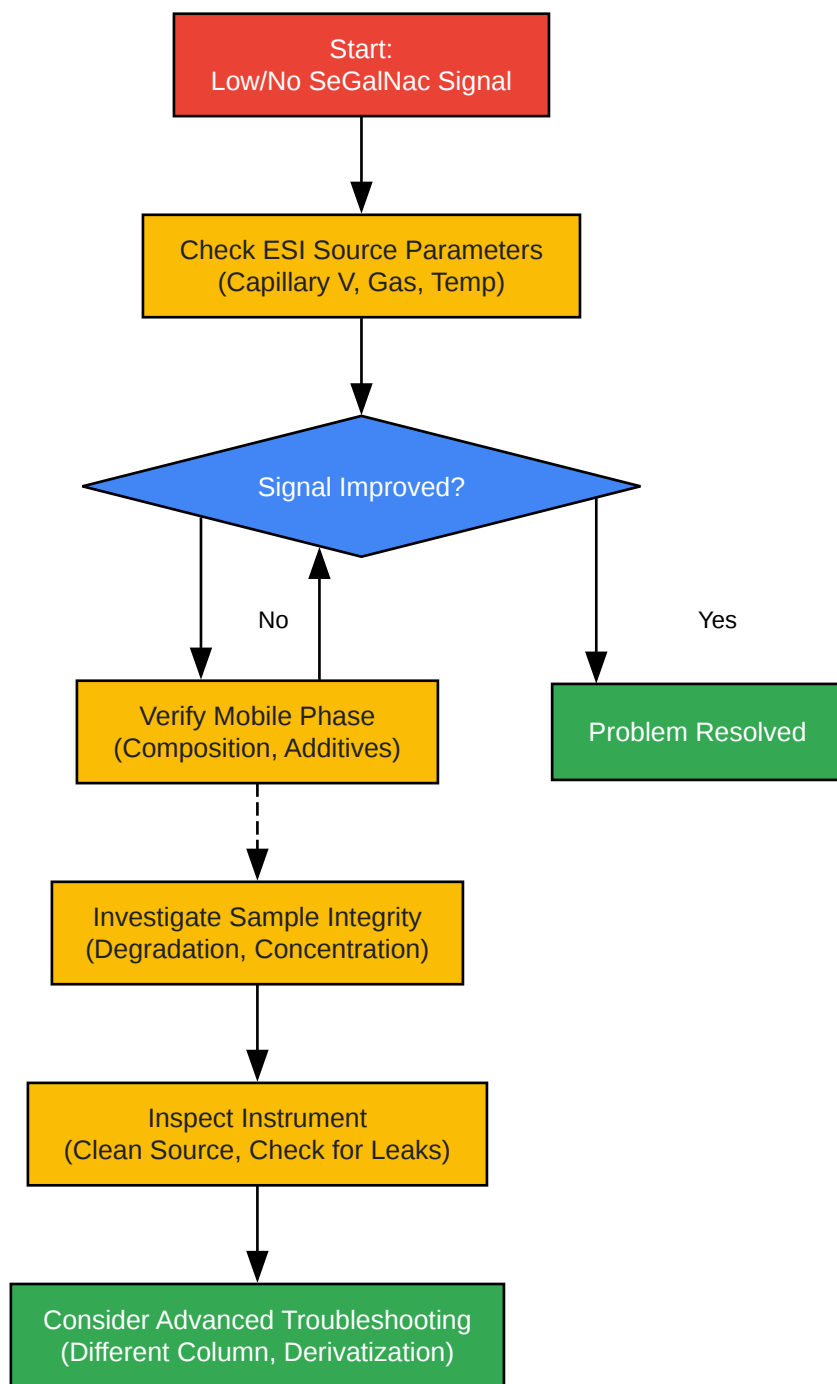 Start:
Low/No SeGalNac Signal
Check ESI Source Parameters
(Capillary V, Gas, Temp)
Signal Improved?
No
Yes
Verify Mobile Phase
(Composition, Additives)
Problem Resolved
Investigate Sample Integrity
(Degradation, Concentration)
Inspect Instrument
(Clean Source, Check for Leaks)
Consider Advanced Troubleshooting
(Different Column, Derivatization)